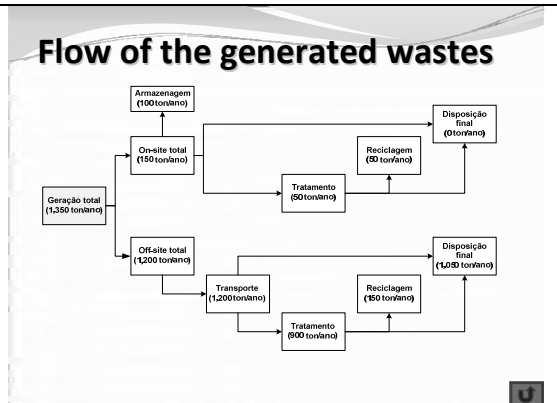 Flow of the generated wastes
Armazenagem
(100 ton/ano)
On-site total
(150 ton/ano)
Disposição
final
(0 ton/ano)
Reciclagem
(50 ton/ano)
Tratamento
(50 ton/ano)
Geração total
(1,350 ton/ano)
Off-site total
(1,200 ton/ano)
Transporte
(1,200 ton/ano)
Disposição
final
(1,050 ton/ano)
Reciclagem
(150 ton/ano)
Tratamento
(900 ton/ano)